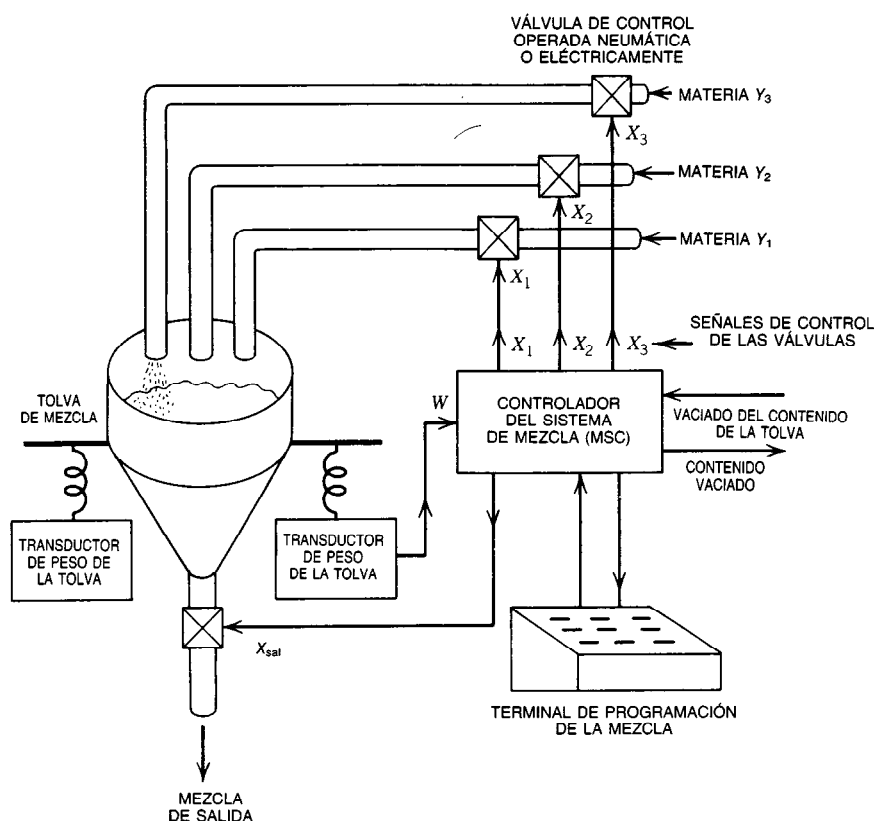 VÁLVULA DE CONTROL
OPERADA NEUMÁTICA
O ELÉCTRICAMENTE
MATERIA Y3
X3
MATERIA Y2
X2
MATERIA Y1
X1
X1
X2
X3
SEÑALES DE CONTROL
DE LAS VÁLVULAS
TOLVA
DE MEZCLA
W
CONTROLADOR
DEL SISTEMA
DE MEZCLA (MSC)
VACIADO DEL CONTENIDO
DE LA TOLVA
CONTENIDO
VACIADO
TRANSDUCTOR
DE PESO DE
LA TOLVA
TRANSDUCTOR
DE PESO
DE LA TOLVA
Xsal
TERMINAL DE PROGRAMACIÓN
DE LA MEZCLA
MEZCLA
DE SALIDA